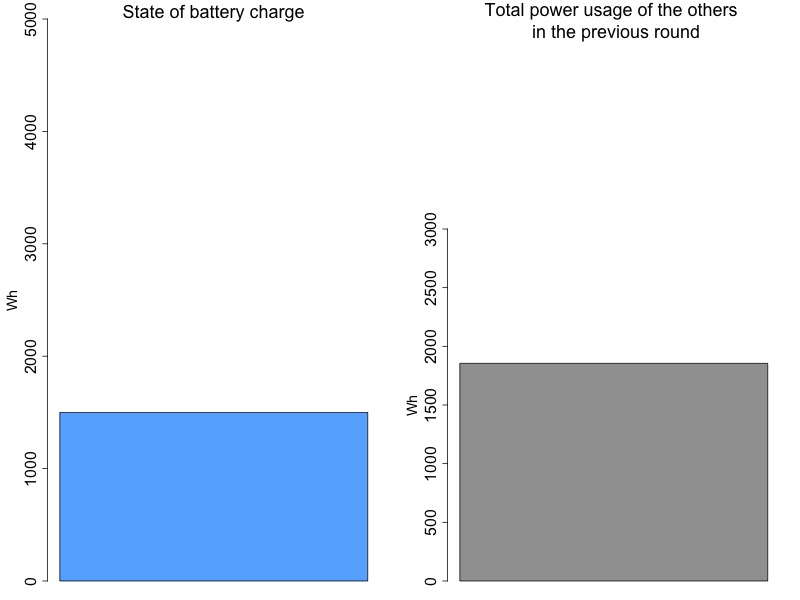 State of battery charge
Wh
5000
4000
3000
2000
1000
0
Total power usage of the others
in the previous round
Wh
3000
2500
2000
1500
1000
500
0